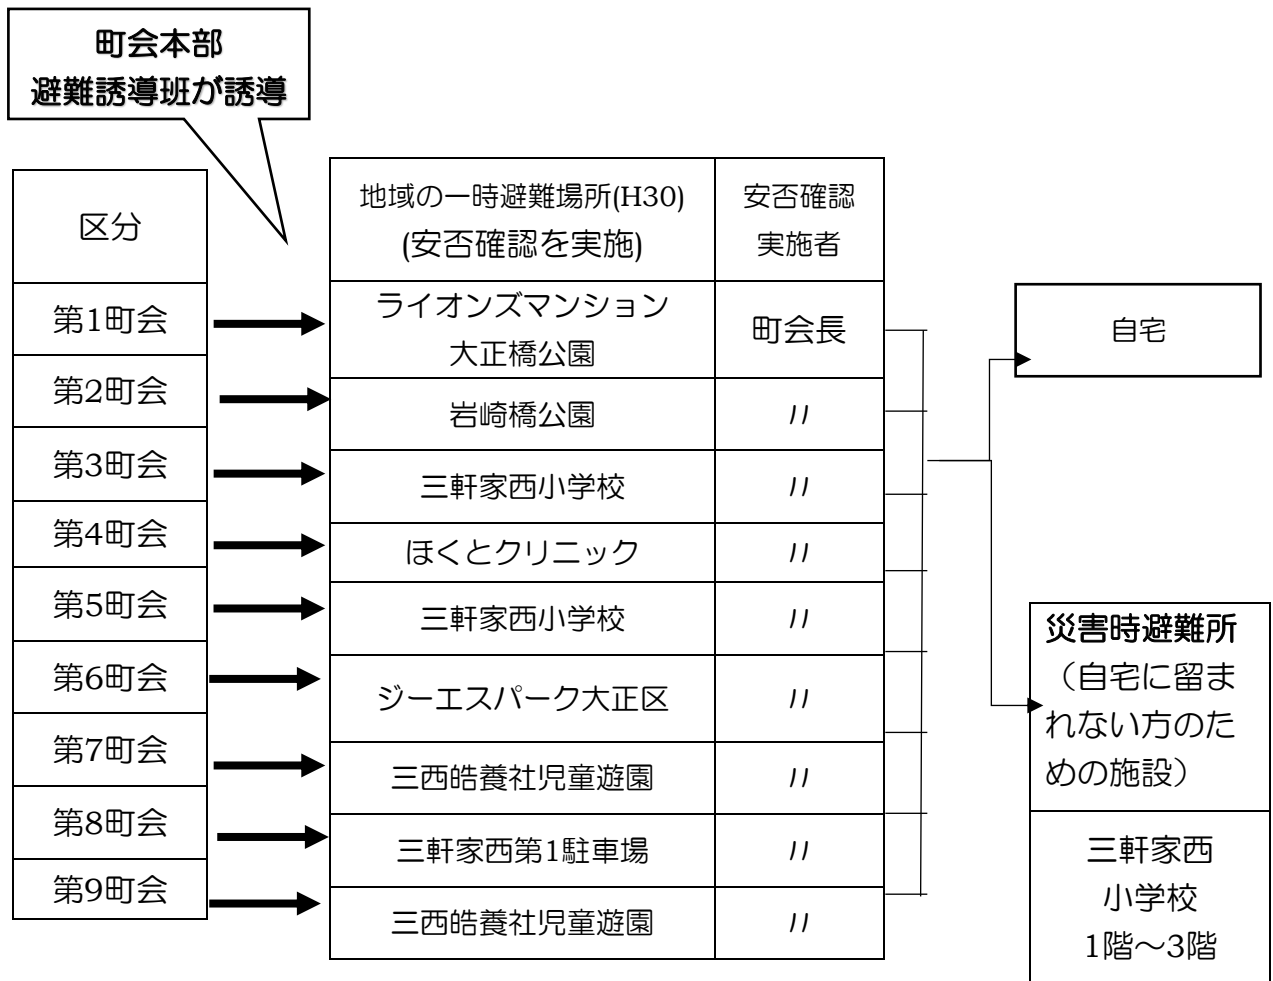 町会本部
避難誘導班が誘導
区分
第1町会
第2町会
第3町会
第4町会
第5町会
第6町会
第7町会
第8町会
第9町会
地域の一時避難場所(H30)
(安否確認を実施)
安否確認
実施者
ライオンズマンション
大正橋公園
町会長
岩崎橋公園
〃
三軒家西小学校
〃
ほくとクリニック
〃
三軒家西小学校
〃
ジーエスパーク大正区
〃
三西皓養社児童遊園
〃
三軒家西第1駐車場
〃
三西皓養社児童遊園
〃
自宅
災害時避難所
（自宅に留ま
れない方のた
めの施設）
三軒家西
小学校
1階～3階